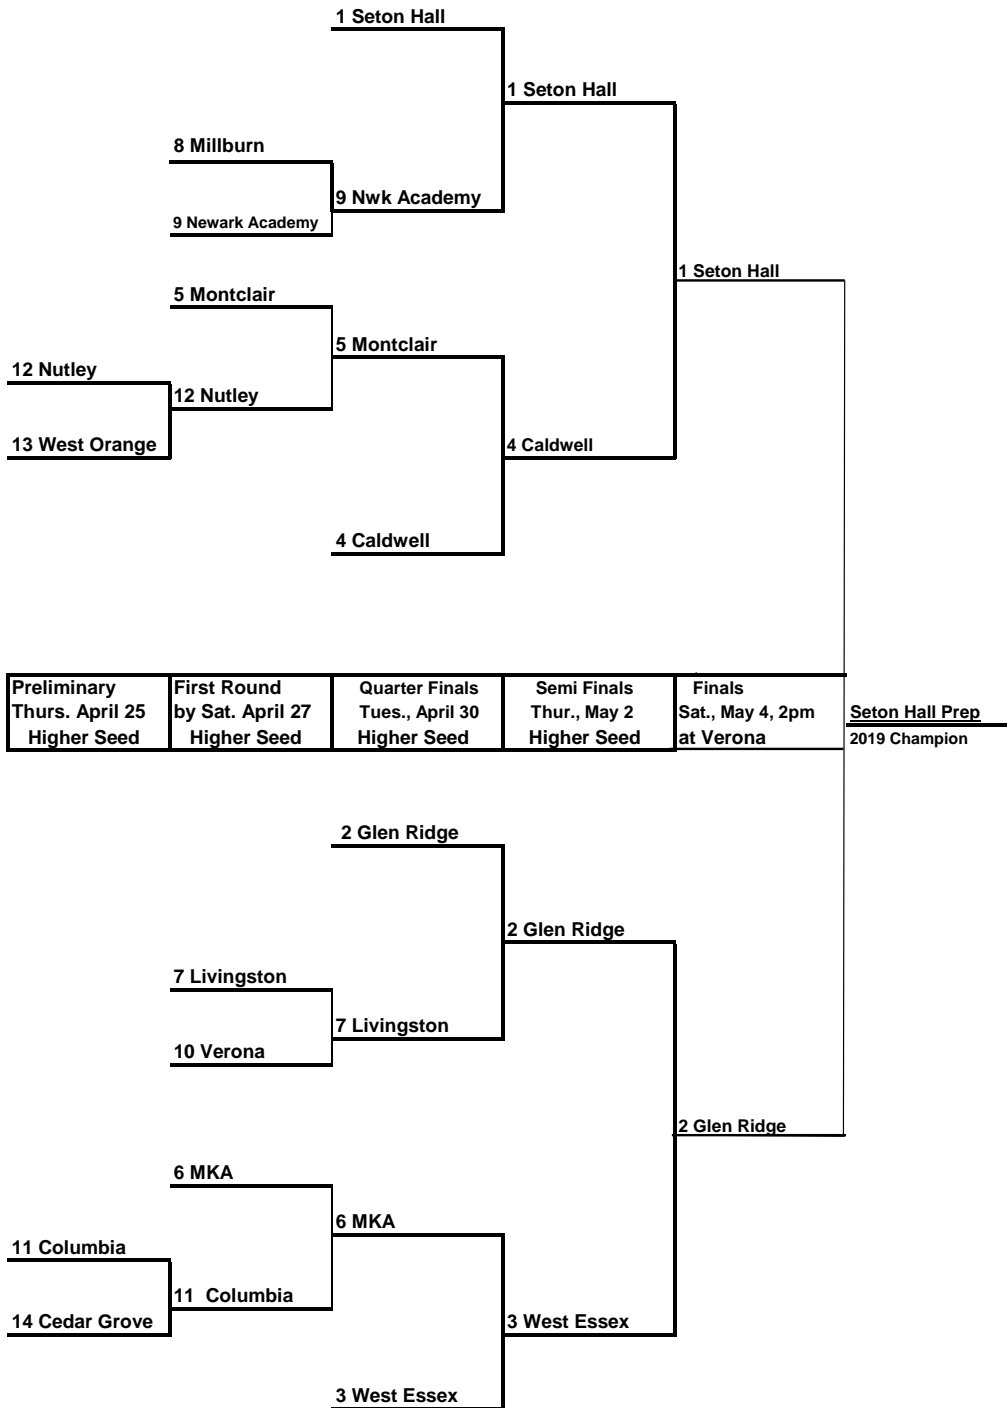 1 Seton Hall
1 Seton Hall
8 Millburn
9 Nwk Academy
9 Newark Academy
1 Seton Hall
5 Montclair
5 Montclair
12 Nutley
12 Nutley
13 West Orange
4 Caldwell
4 Caldwell
Preliminary
Thurs. April 25
Higher Seed
First Round
by Sat. April 27
Higher Seed
Quarter Finals
Tues., April 30
Higher Seed
Semi Finals
Thur., May 2
Higher Seed
Finals
Sat., May 4, 2pm
at Verona
Seton Hall Prep
2019 Champion
2 Glen Ridge
2 Glen Ridge
7 Livingston
7 Livingston
10 Verona
2 Glen Ridge
6 MKA
6 MKA
11 Columbia
11 Columbia
14 Cedar Grove
3 West Essex
3 West Essex